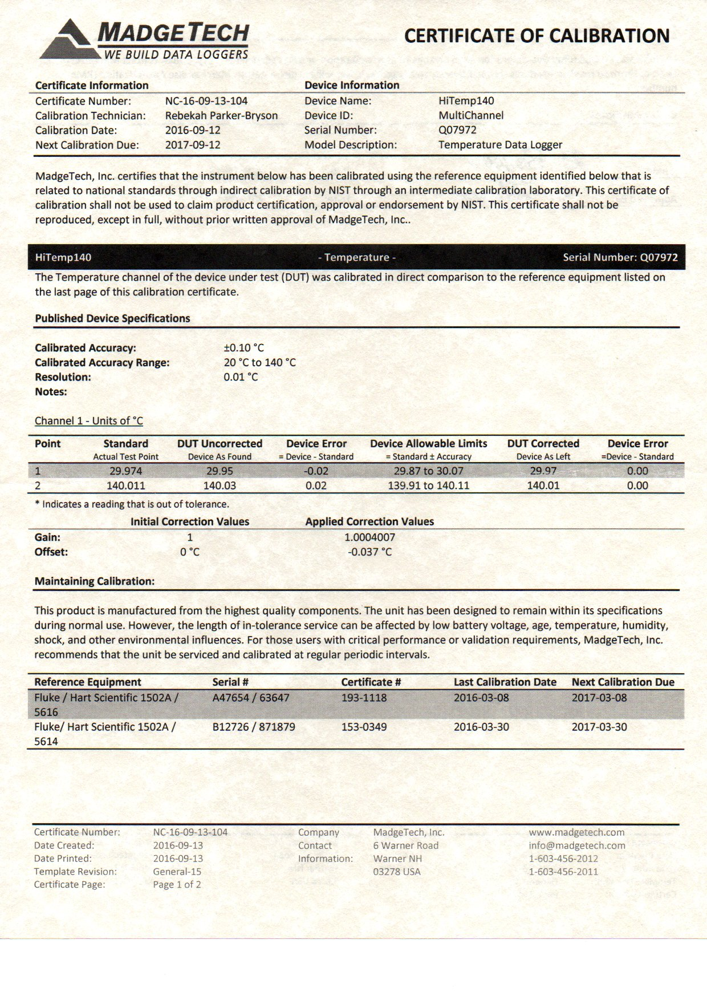 MADGETECH
WE BUILD DATA LOGGERS
CERTIFICATE OF CALIBRATION
Certificate Information Device Information
Certificate Number: NC-16-09-13-104 Device Name: HiTemp140
Calibration Technician: Rebekah Parker-Bryson Device ID: MultiChannel
Calibration Date: 2016-09-12 Serial Number: Q07972
Next Calibration Due: 2017-09-12 Model Description: Temperature Data Logger
MadgeTech, Inc. certifies that the instrument below has been calibrated using the reference equipment identified below that is
related to national standards through indirect calibration by NIST through an intermediate calibration laboratory. This certificate of
calibration shall not be used to claim product certification, approval or endorsement by NIST. This certificate shall not be
reproduced, except in full, without prior written approval of MadgeTech, Inc..
HiTemp140 - Temperature - Serial Number: Q07972
The Temperature channel of the device under test (DUT) was calibrated in direct comparison to the reference equipment listed on
the last page of this calibration certificate.
Published Device Specifications
Calibrated Accuracy: ±0.10 °C
Calibrated Accuracy Range: 20 °C to 140 °C
Resolution: 0.01 °C
Notes:
Channel 1 - Units of °C
Point Standard DUT Uncorrected Device Error Device Allowable Limits DUT Corrected Device Error
Actual Test Point Device As Found = Device - Standard = Standard ± Accuracy Device As Left =Device - Standard
1 29.974 29.95 -0.02 29.87 to 30.07 29.97 0.00
2 140.011 140.03 0.02 139.91 to 140.11 140.01 0.00
* Indicates a reading that is out of tolerance.
Initial Correction Values Applied Correction Values
Gain: 1 1.0004007
Offset: 0 °C -0.037 °C
Maintaining Calibration:
This product is manufactured from the highest quality components. The unit has been designed to remain within its specifications
during normal use. However, the length of in-tolerance service can be affected by low battery voltage, age, temperature, humidity,
shock, and other environmental influences. For those users with critical performance or validation requirements, MadgeTech, Inc.
recommends that the unit be serviced and calibrated at regular periodic intervals.
Reference Equipment Serial # Certificate # Last Calibration Date Next Calibration Due
Fluke / Hart Scientific 1502A / A47654 / 63647 193-1118 2016-03-08 2017-03-08
5616
Fluke/ Hart Scientific 1502A / B12726 / 871879 153-0349 2016-03-30 2017-03-30
5614
Certificate Number: NC-16-09-13-104 Company MadgeTech, Inc. www.madgetech.com
Date Created: 2016-09-13 Contact 6 Warner Road info@madgetech.com
Date Printed: 2016-09-13 Information: Warner NH 1-603-456-2012
Template Revision: General-15 03278 USA 1-603-456-2011
Certificate Page: Page 1 of 2